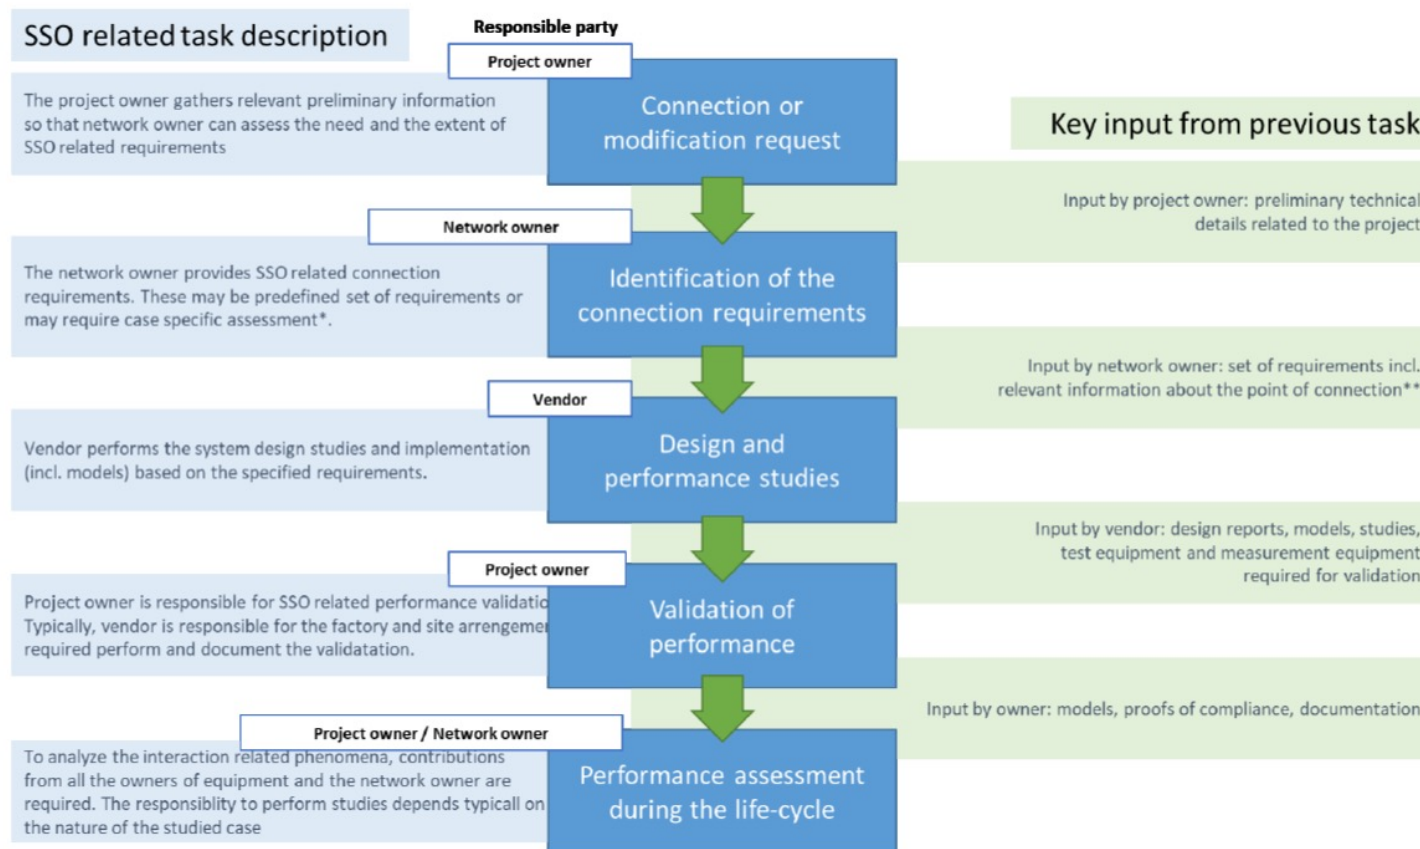 SSO related task description
Responsible party
Project owner
The project owner gathers relevant preliminary information
so that network owner can assess the need and the extent of
SSO related requirements
Connection or
modification request
Key input from previous task
Input by project owner: preliminary technical
details related to the project
Network owner
The network owner provides SSO related connection
requirements. These may be predefined set of requirements or
may require case specific assessment*.
Identification of the
connection requirements
Input by network owner: set of requirements incl.
relevant information about the point of connection**
Vendor
Vendor performs the system design studies and implementation
(incl. models) based on the specified requirements.
Design and
performance studies
Input by vendor: design reports, models, studies,
test equipment and measurement equipment
required for validation
Project owner
Project owner is responsible for SSO related performance validatio
Typically, vendor is responsible for the factory and site arrengemen
required perform and document the validatation.
Validation of
performance
Input by owner: models, proofs of compliance, documentation
Project owner / Network owner
To analyze the interaction related phenomena, contributions
from all the owners of equipment and the network owner are
required. The responsiblity to perform studies depends typicall on
the nature of the studied case
Performance assessment
during the life-cycle